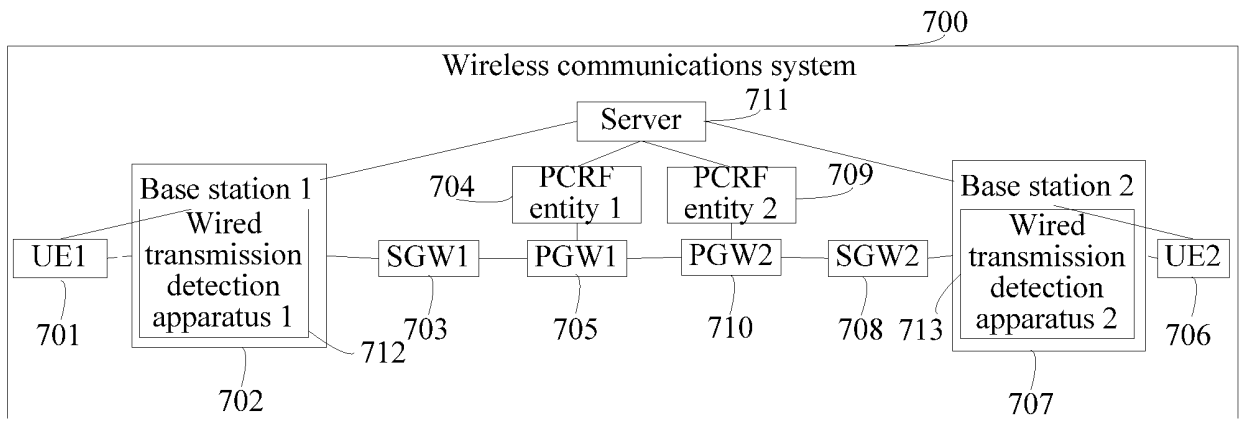 700
Wireless communications system
711
Server
Base station 1
704
PCRF
entity 1
PCRF
entity 2
709
Base station 2
UE1
Wired
transmission
detection
apparatus 1
SGW1
PGW1
PGW2
SGW2
Wired
transmission
detection
apparatus 2
UE2
701
712
703
705
710
708
713
706
702
707